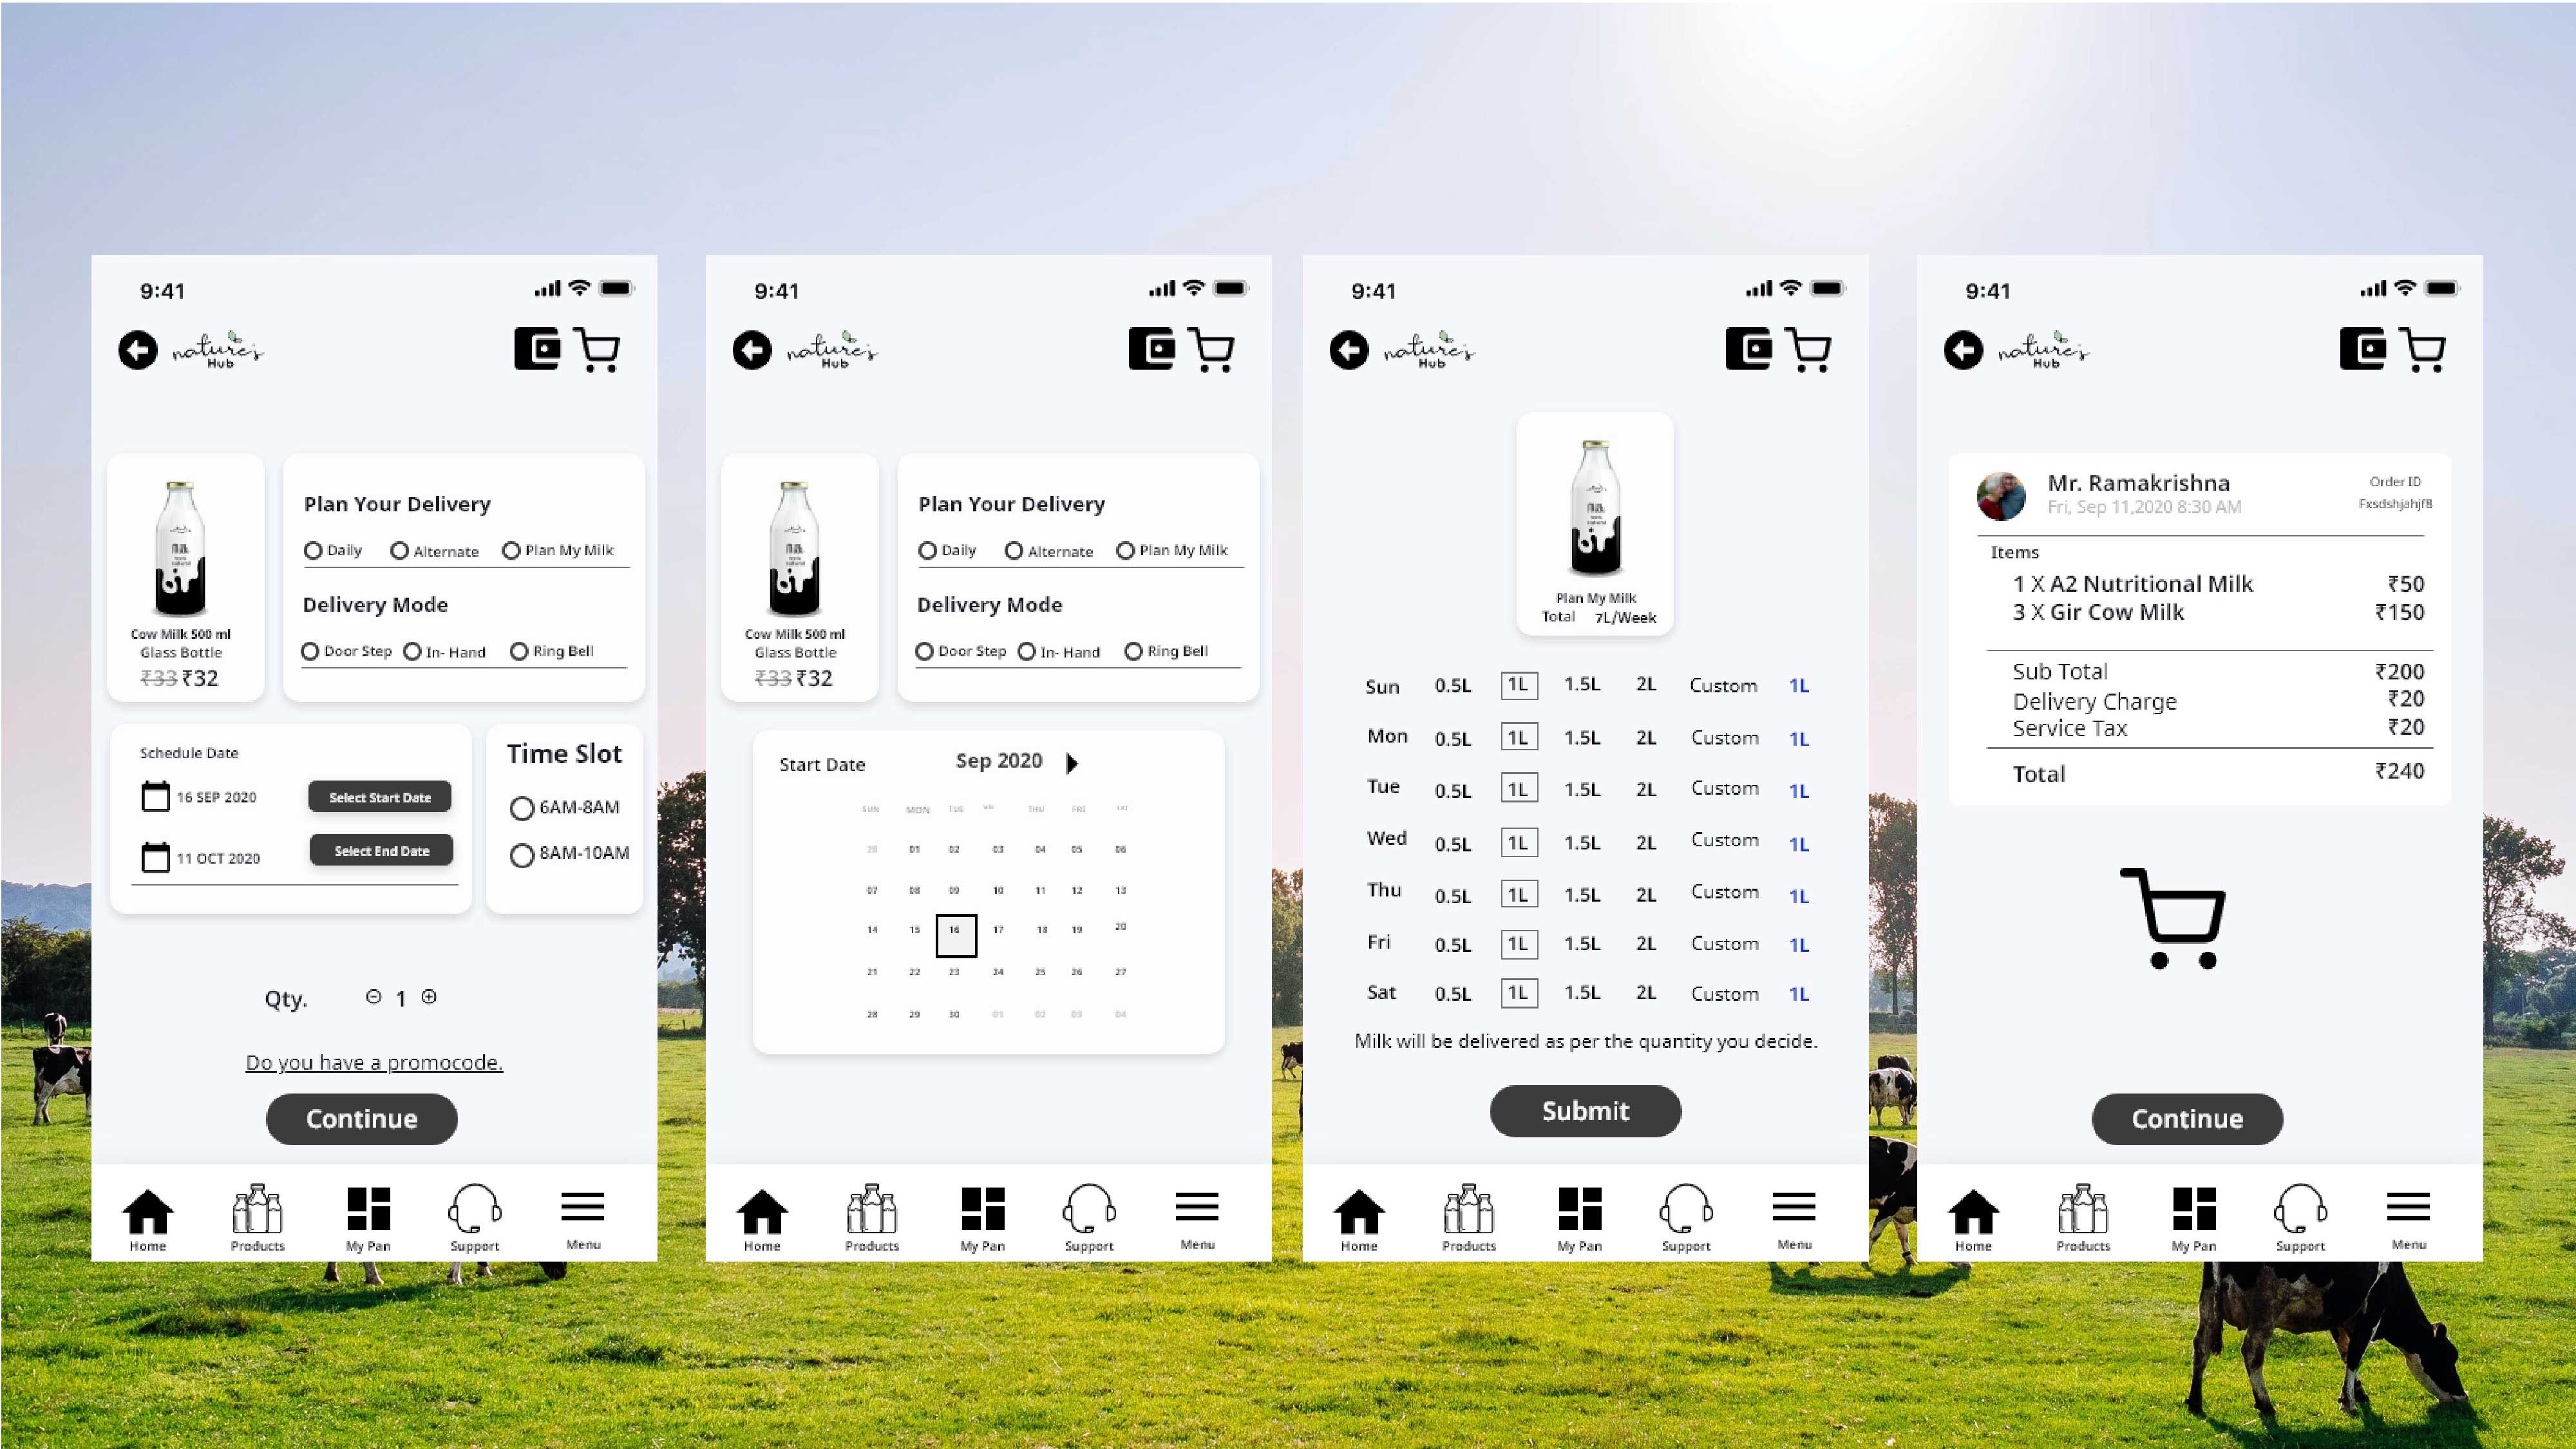 9:41
nature's
Hub
Milk
Cow Milk 500 ml
Glass Bottle
₹33 ₹32
Plan Your Delivery
Daily Alternate Plan My Milk
Delivery Mode
Door Step In- Hand Ring Bell
Schedule Date
16 SEP 2020 Select Start Date
11 OCT 2020 Select End Date
Time Slot
6AM-8AM
8AM-10AM
Qty. 1
Do you have a promocode.
Continue
Home Products My Pan Support Menu
9:41
nature's
Hub
Milk
Cow Milk 500 ml
Glass Bottle
₹33 ₹32
Plan Your Delivery
Daily Alternate Plan My Milk
Delivery Mode
Door Step In- Hand Ring Bell
Start Date Sep 2020
SUN MON TUE WED THU FRI SAT
28 01 02 03 04 05 06
07 08 09 10 11 12 13
14 15 16 17 18 19 20
21 22 23 24 25 26 27
28 29 30 01 02 03 04
Home Products My Pan Support Menu
9:41
nature's
Hub
Milk
Plan My Milk
Total 7L/Week
Sun 0.5L 1L 1.5L 2L Custom 1L
Mon 0.5L 1L 1.5L 2L Custom 1L
Tue 0.5L 1L 1.5L 2L Custom 1L
Wed 0.5L 1L 1.5L 2L Custom 1L
Thu 0.5L 1L 1.5L 2L Custom 1L
Fri 0.5L 1L 1.5L 2L Custom 1L
Sat 0.5L 1L 1.5L 2L Custom 1L
Milk will be delivered as per the quantity you decide.
Submit
Home Products My Pan Support Menu
9:41
nature's
Hub
Mr. Ramakrishna
Fri, Sep 11,2020 8:30 AM
Order ID
Fxsdshjahjf8
Items
1 X A2 Nutritional Milk ₹50
3 X Gir Cow Milk ₹150
Sub Total ₹200
Delivery Charge ₹20
Service Tax ₹20
Total ₹240
Continue
Home Products My Pan Support Menu